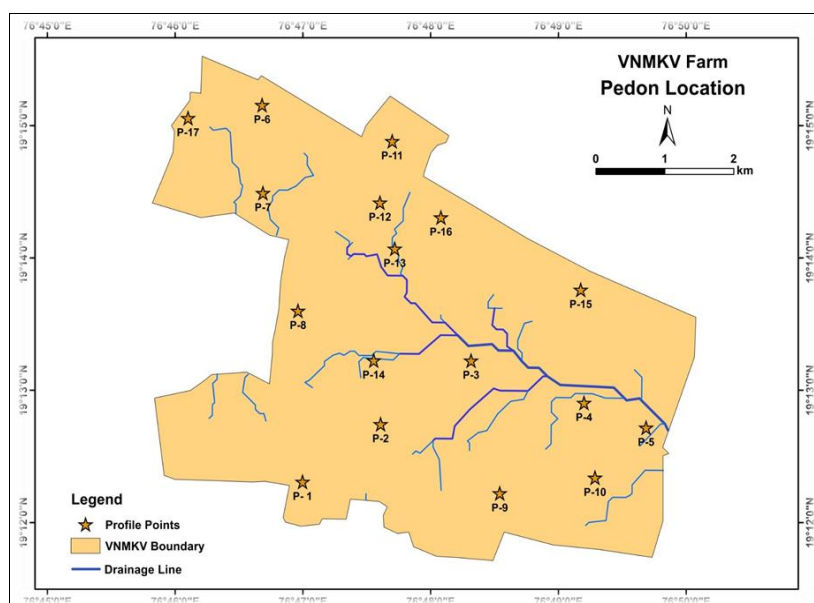 76°45'0"E 76°46'0"E 76°47'0"E 76°48'0"E 76°49'0"E 76°50'0"E
VNMKV Farm
Pedon Location
N
0 1 2
km
19°15'0"N 19°15'0"N
P-17
P-6
P-11
P-7
P-12
P-16
P-13
19°14'0"N 19°14'0"N
P-15
P-8
P-14
P-3
19°13'0"N 19°13'0"N
P-4
P-2
P-5
P- 1
P-9
P-10
19°12'0"N 19°12'0"N
Legend
Profile Points
VNMKV Boundary
Drainage Line
76°45'0"E 76°46'0"E 76°47'0"E 76°48'0"E 76°49'0"E 76°50'0"E